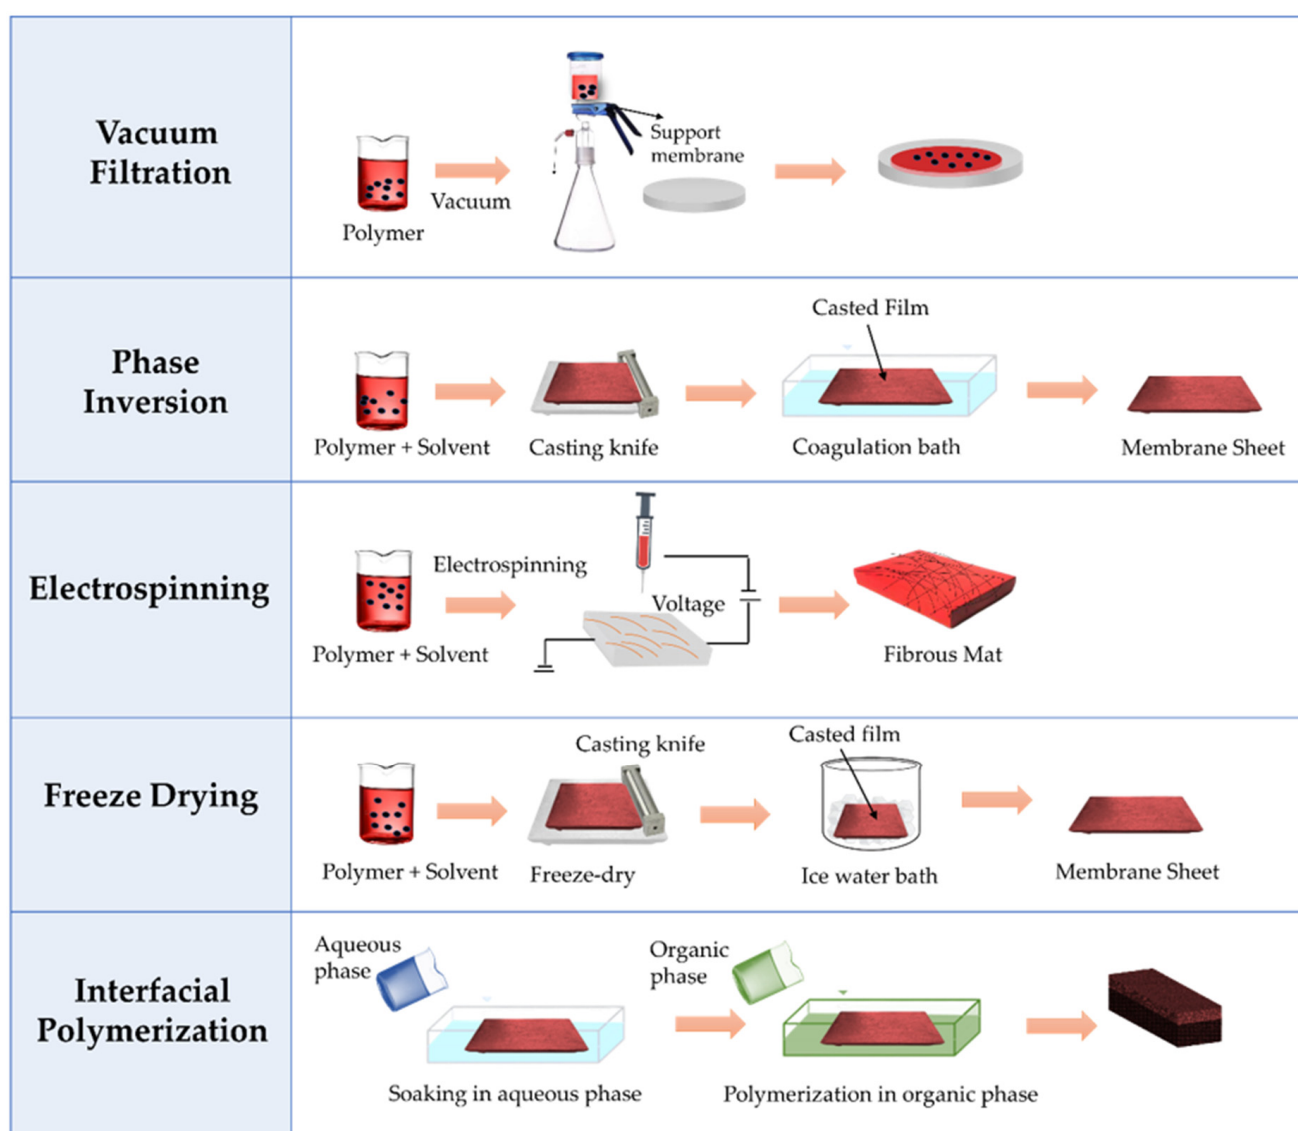 Vacuum
Filtration
Polymer
Vacuum
Support
membrane
Phase
Inversion
Polymer + Solvent
Casting knife
Casted Film
Coagulation bath
Membrane Sheet
Electrospinning
Polymer + Solvent
Electrospinning
Voltage
Fibrous Mat
Freeze Drying
Polymer + Solvent
Casting knife
Freeze-dry
Casted film
Ice water bath
Membrane Sheet
Interfacial
Polymerization
Aqueous
phase
Soaking in aqueous phase
Organic
phase
Polymerization in organic phase